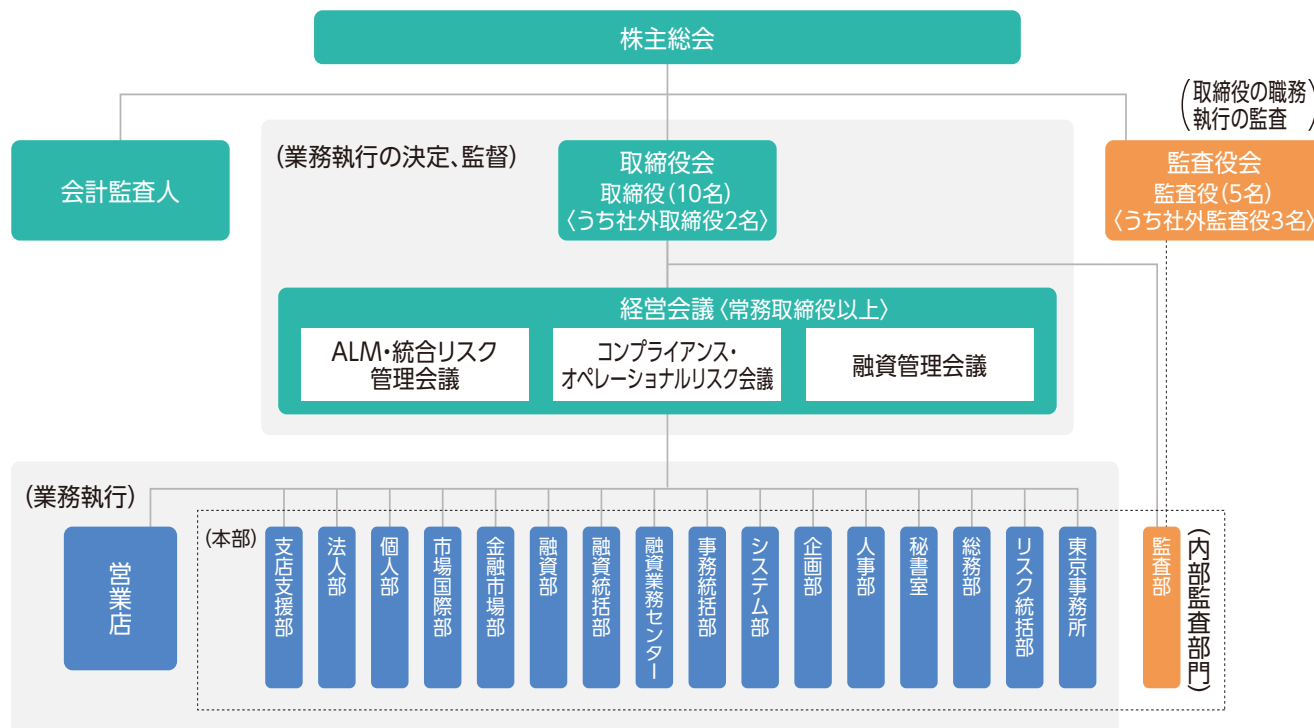 株主総会
(取締役の職務
執行の監査)
会計監査人
(業務執行の決定、監督)
取締役会
取締役(10名)
〈うち社外取締役2名〉
監査役会
監査役(5名)
〈うち社外監査役3名〉
経営会議〈常務取締役以上〉
ALM・統合リスク
管理会議
コンプライアンス・
オペレーショナルリスク会議
融資管理会議
(業務執行)
営業店
(本部)
支店支援部
法人部
個人部
市場国際部
金融市場部
融資部
融資統括部
融資業務センター
事務統括部
システム部
企画部
人事部
秘書室
総務部
リスク統括部
東京事務所
監査部
(内部監査部門)